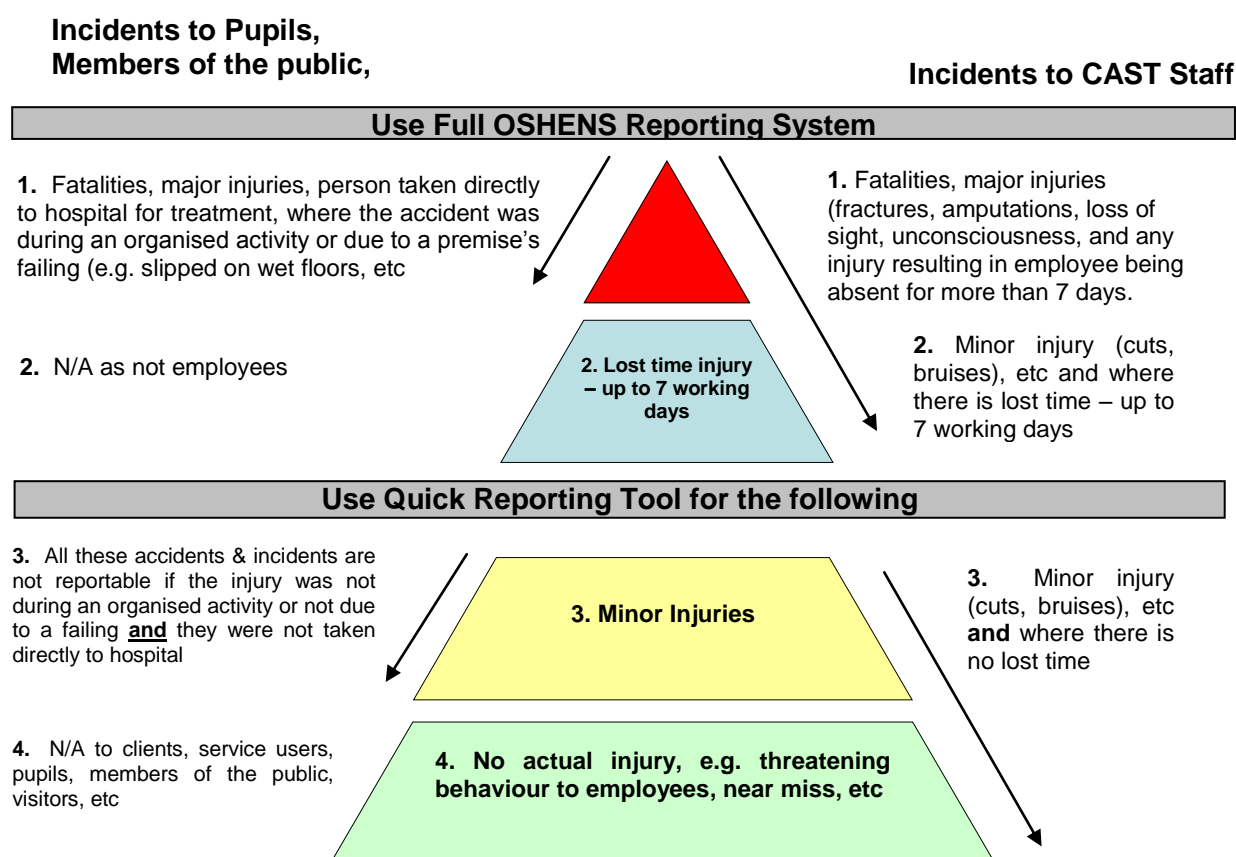 Incidents to Pupils,
Members of the public,
Incidents to CAST Staff
Use Full OSHENS Reporting System
1. Fatalities, major injuries, person taken directly
to hospital for treatment, where the accident was
during an organised activity or due to a premise's
failing (e.g. slipped on wet floors, etc
1. Fatalities, major injuries
(fractures, amputations, loss of
sight, unconsciousness, and any
injury resulting in employee being
absent for more than 7 days.
2. N/A as not employees
2. Lost time injury
– up to 7 working
days
2. Minor injury (cuts,
bruises), etc and where
there is lost time – up to
7 working days
Use Quick Reporting Tool for the following
3. All these accidents & incidents are
not reportable if the injury was not
during an organised activity or not due
to a failing and they were not taken
directly to hospital
3. Minor Injuries
3. Minor injury
(cuts, bruises), etc
and where there is
no lost time
4. N/A to clients, service users,
pupils, members of the public,
visitors, etc
4. No actual injury, e.g. threatening
behaviour to employees, near miss, etc